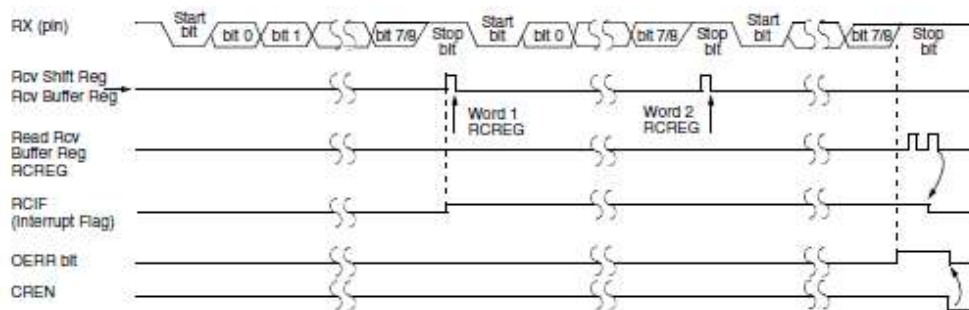 RX (pin)
Start bit
bit 0
bit 1
bit 7/8
Stop bit
Start bit
bit 0
bit 7/8
Stop bit
Start bit
bit 7/8
Stop bit
Rcv Shift Reg
Rcv Buffer Reg
Word 1
RCREG
Word 2
RCREG
Read Rcv
Buffer Reg
RCREG
RCIF
(Interrupt Flag)
OERR bit
CREN